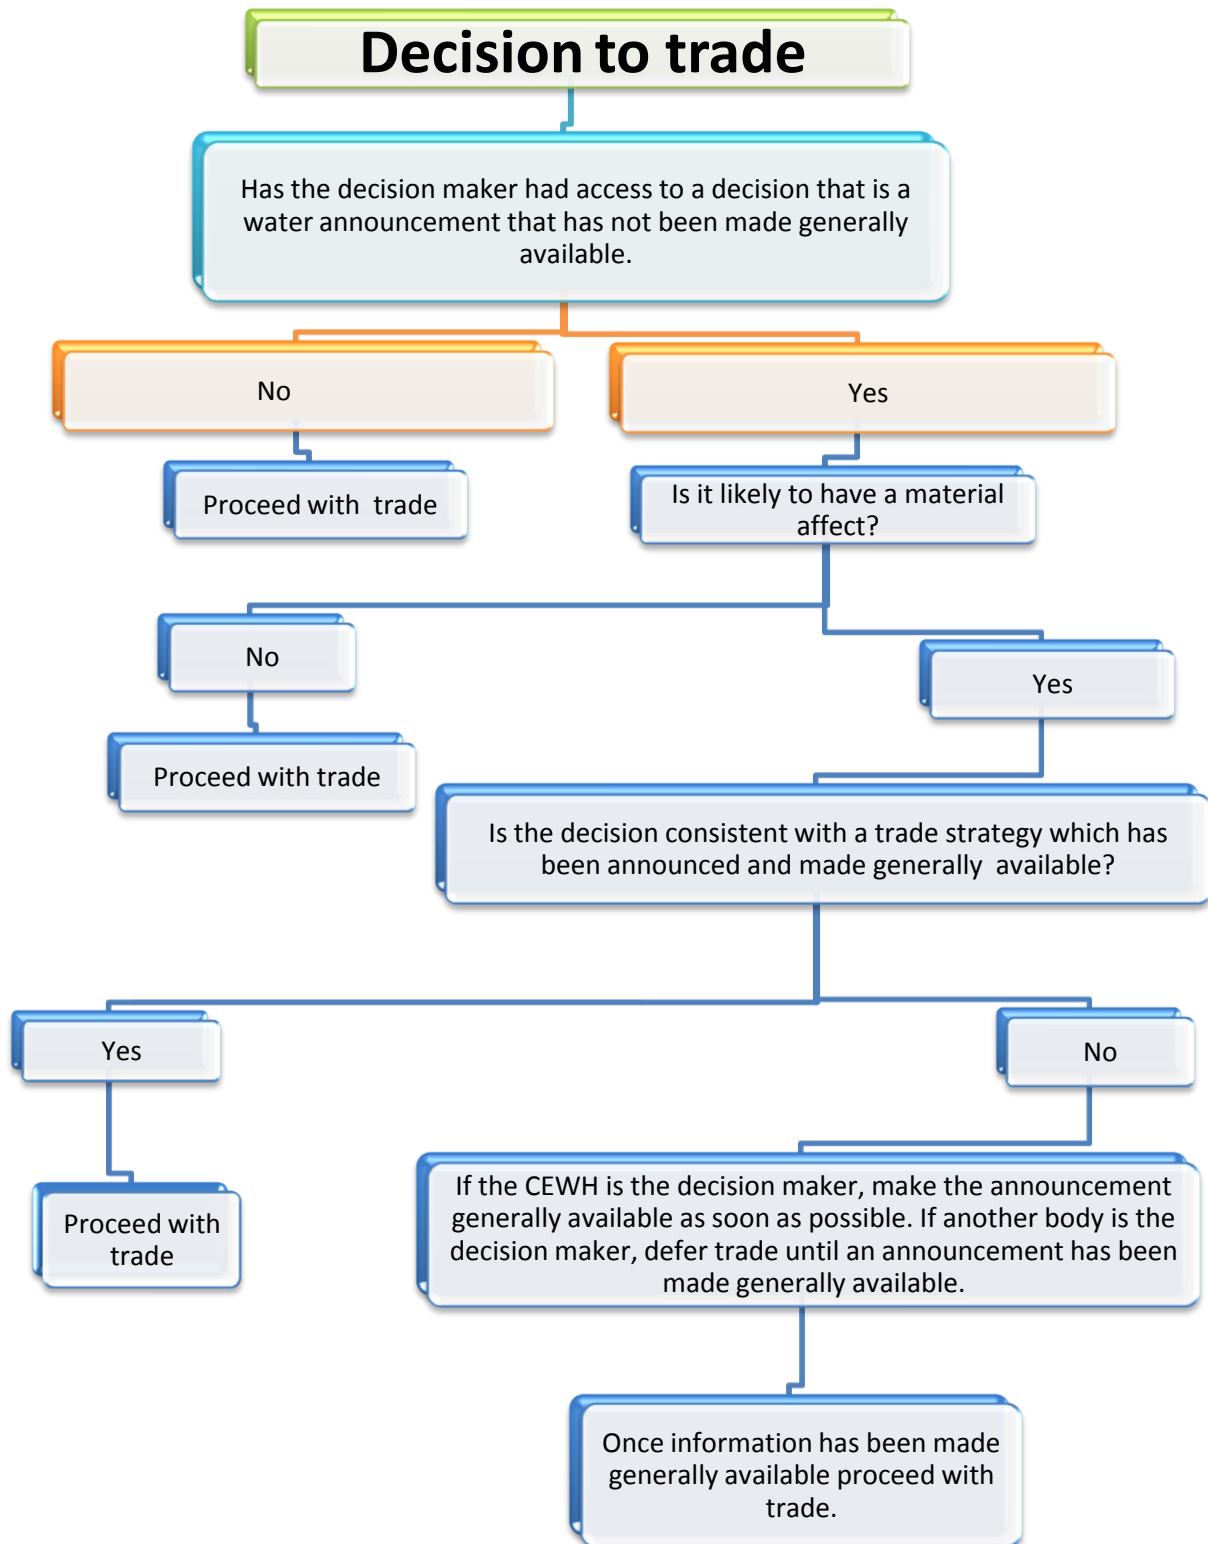 Decision to trade
Has the decision maker had access to a decision that is a
water announcement that has not been made generally
available.
No
Yes
Proceed with trade
Is it likely to have a material
affect?
No
Yes
Proceed with trade
Is the decision consistent with a trade strategy which has
been announced and made generally available?
Yes
No
Proceed with
trade
If the CEWH is the decision maker, make the announcement
generally available as soon as possible. If another body is the
decision maker, defer trade until an announcement has been
made generally available.
Once information has been made
generally available proceed with
trade.